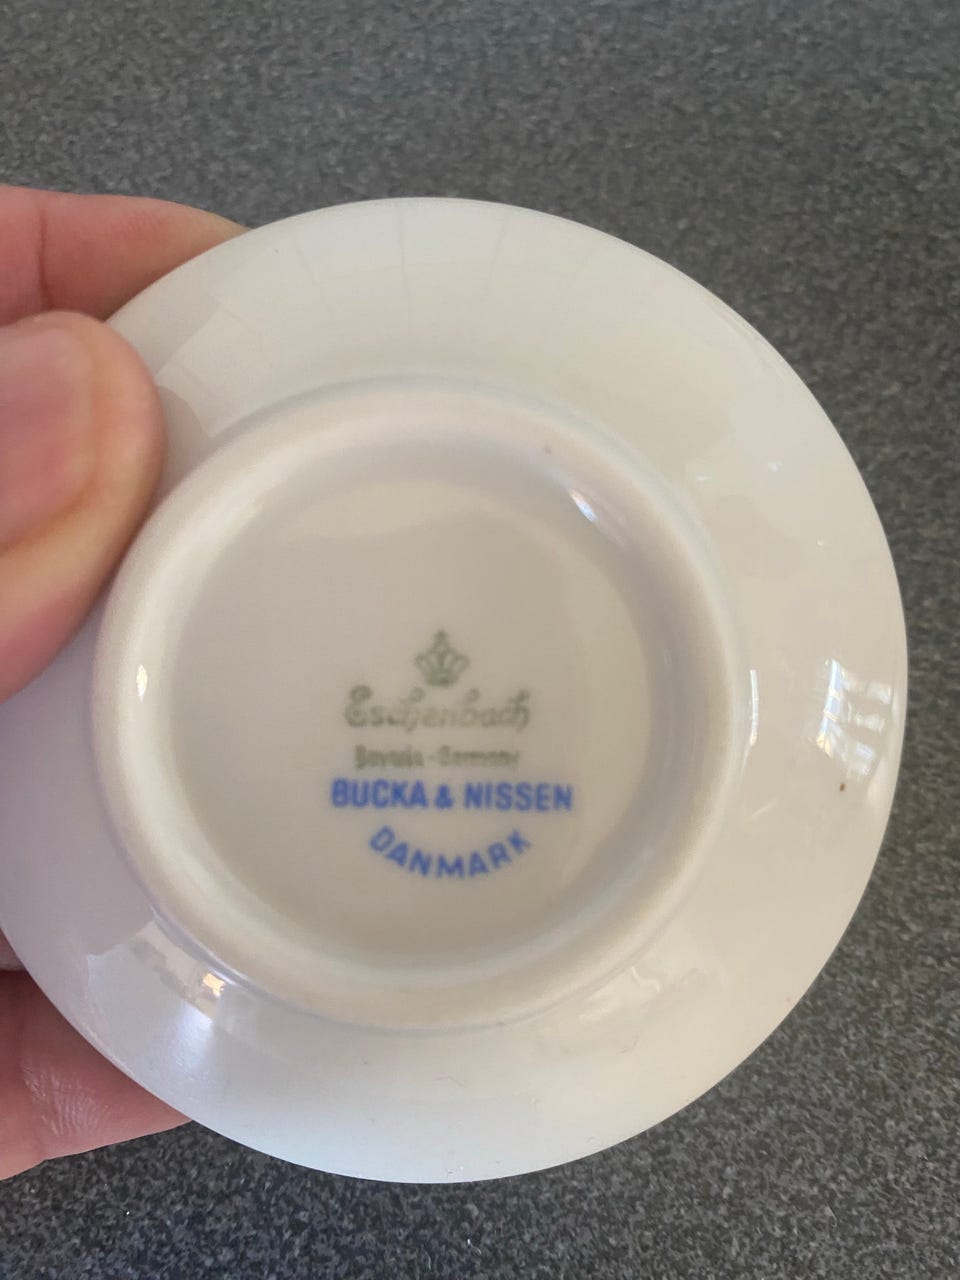 Eschenbach
Bavaria - Germany
BUCKA & NISSEN
DANMARK